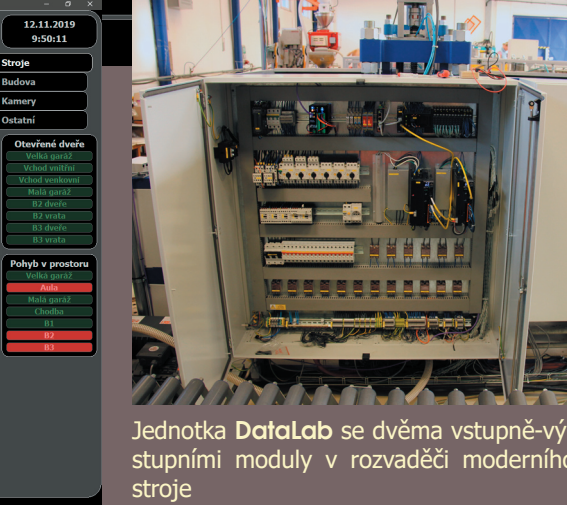 12.11.2019
9:50:11
Stroje
Budova
Kamery
Ostatní
Otevřené dveře
Velká garáž
Vchod vnitřní
Vchod venkovní
Malá garáž
B2 dveře
B2 vrata
B3 dveře
B3 vrata
Pohyb v prostoru
Velká garáž
Aula
Malá garáž
Chodba
B1
B2
B3
Jednotka DataLab se dvěma vstupně-vý
stupními moduly v rozvaděči moderního
stroje